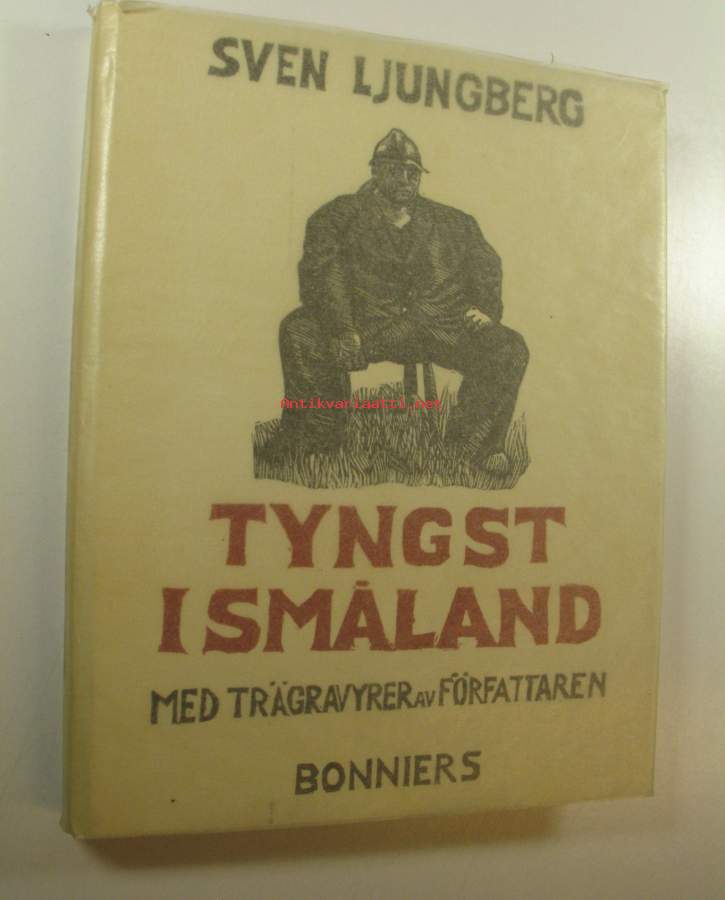 SVEN LJUNGBERG
Antikvariaatti.net
TYNGST
I SMÅLAND
MED TRÄGRAVYRER AV FÖRFATTAREN
BONNIERS